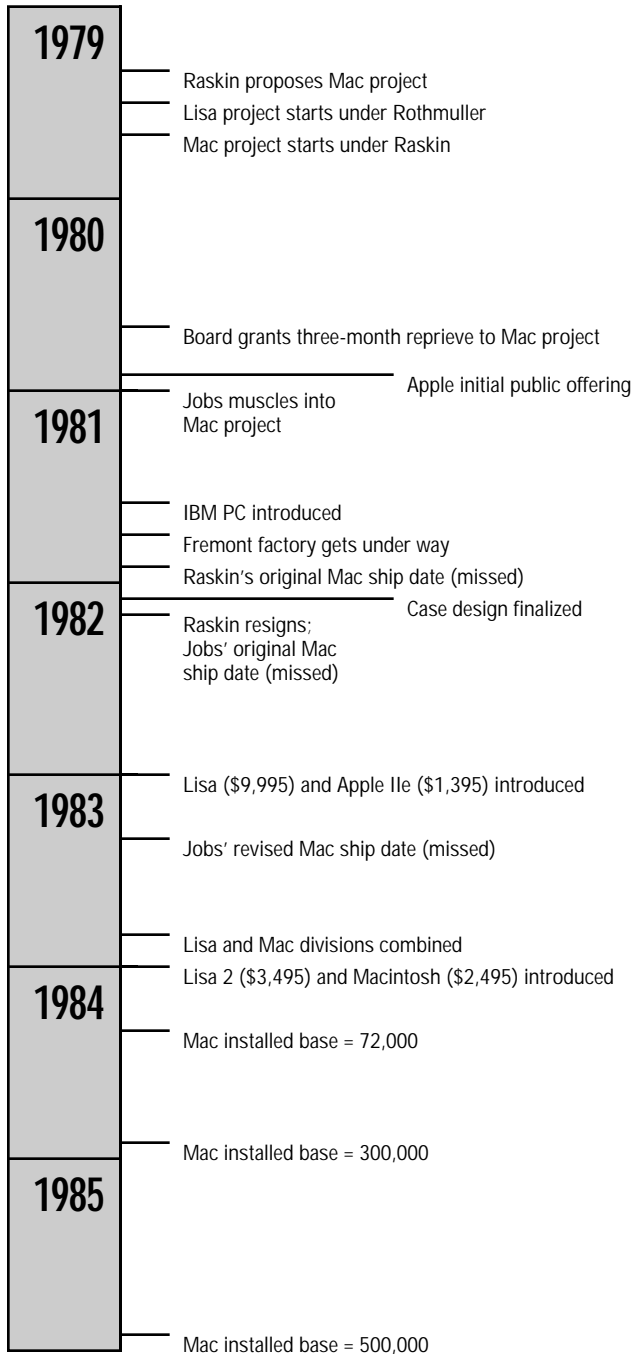 1979
Raskin proposes Mac project
Lisa project starts under Rothmuller
Mac project starts under Raskin
1980
Board grants three-month reprieve to Mac project
Apple initial public offering
Jobs muscles into
Mac project
1981
IBM PC introduced
Fremont factory gets under way
Raskin’s original Mac ship date (missed)
Case design finalized
1982
Raskin resigns;
Jobs’ original Mac
ship date (missed)
Lisa ($9,995) and Apple IIe ($1,395) introduced
1983
Jobs’ revised Mac ship date (missed)
Lisa and Mac divisions combined
Lisa 2 ($3,495) and Macintosh ($2,495) introduced
1984
Mac installed base = 72,000
Mac installed base = 300,000
1985
Mac installed base = 500,000